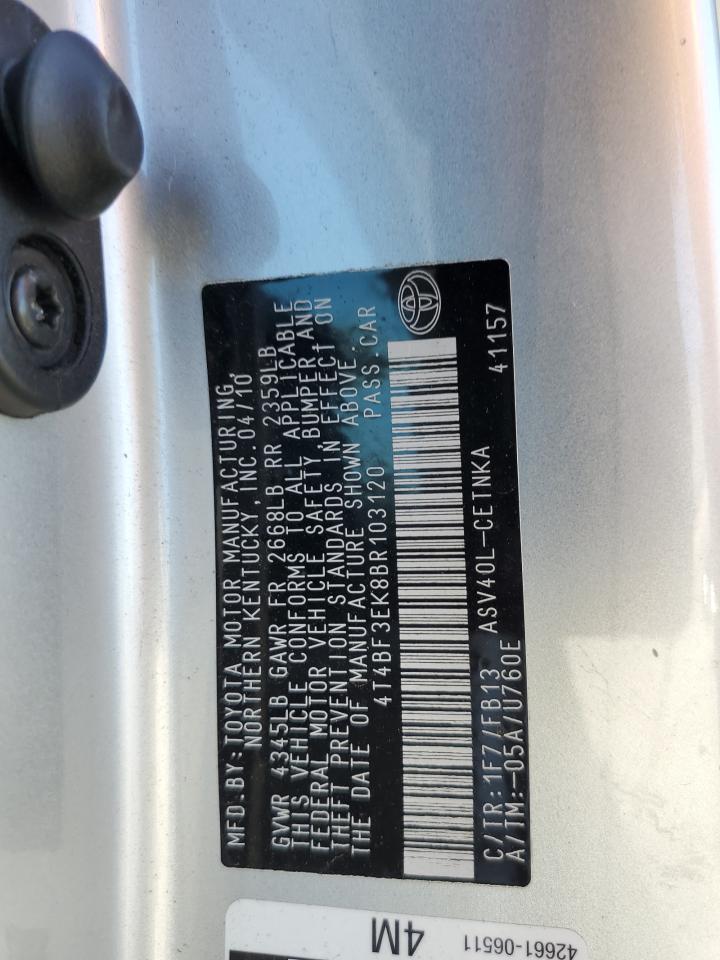 MFD.BY:TOYOTA MOTOR MANUFACTURING,
NORTHERN KENTUCKY,INC.04/10
GVWR 4345LB GAWR FR 2668LB RR 2359LB
THIS VEHICLE CONFORMS TO ALL APPLICABLE
FEDERAL MOTOR VEHICLE SAFETY, BUMPER AND
THEFT PREVENTION STANDARDS IN EFFECT ON
THE DATE OF MANUFACTURE SHOWN ABOVE.
4T4BF3EK8BR103120 PASS.CAR
C/TR:1F7/FB13 ASV40L-CETNKA 41157
A/TM:-05A/U760E
4M
42661-06511